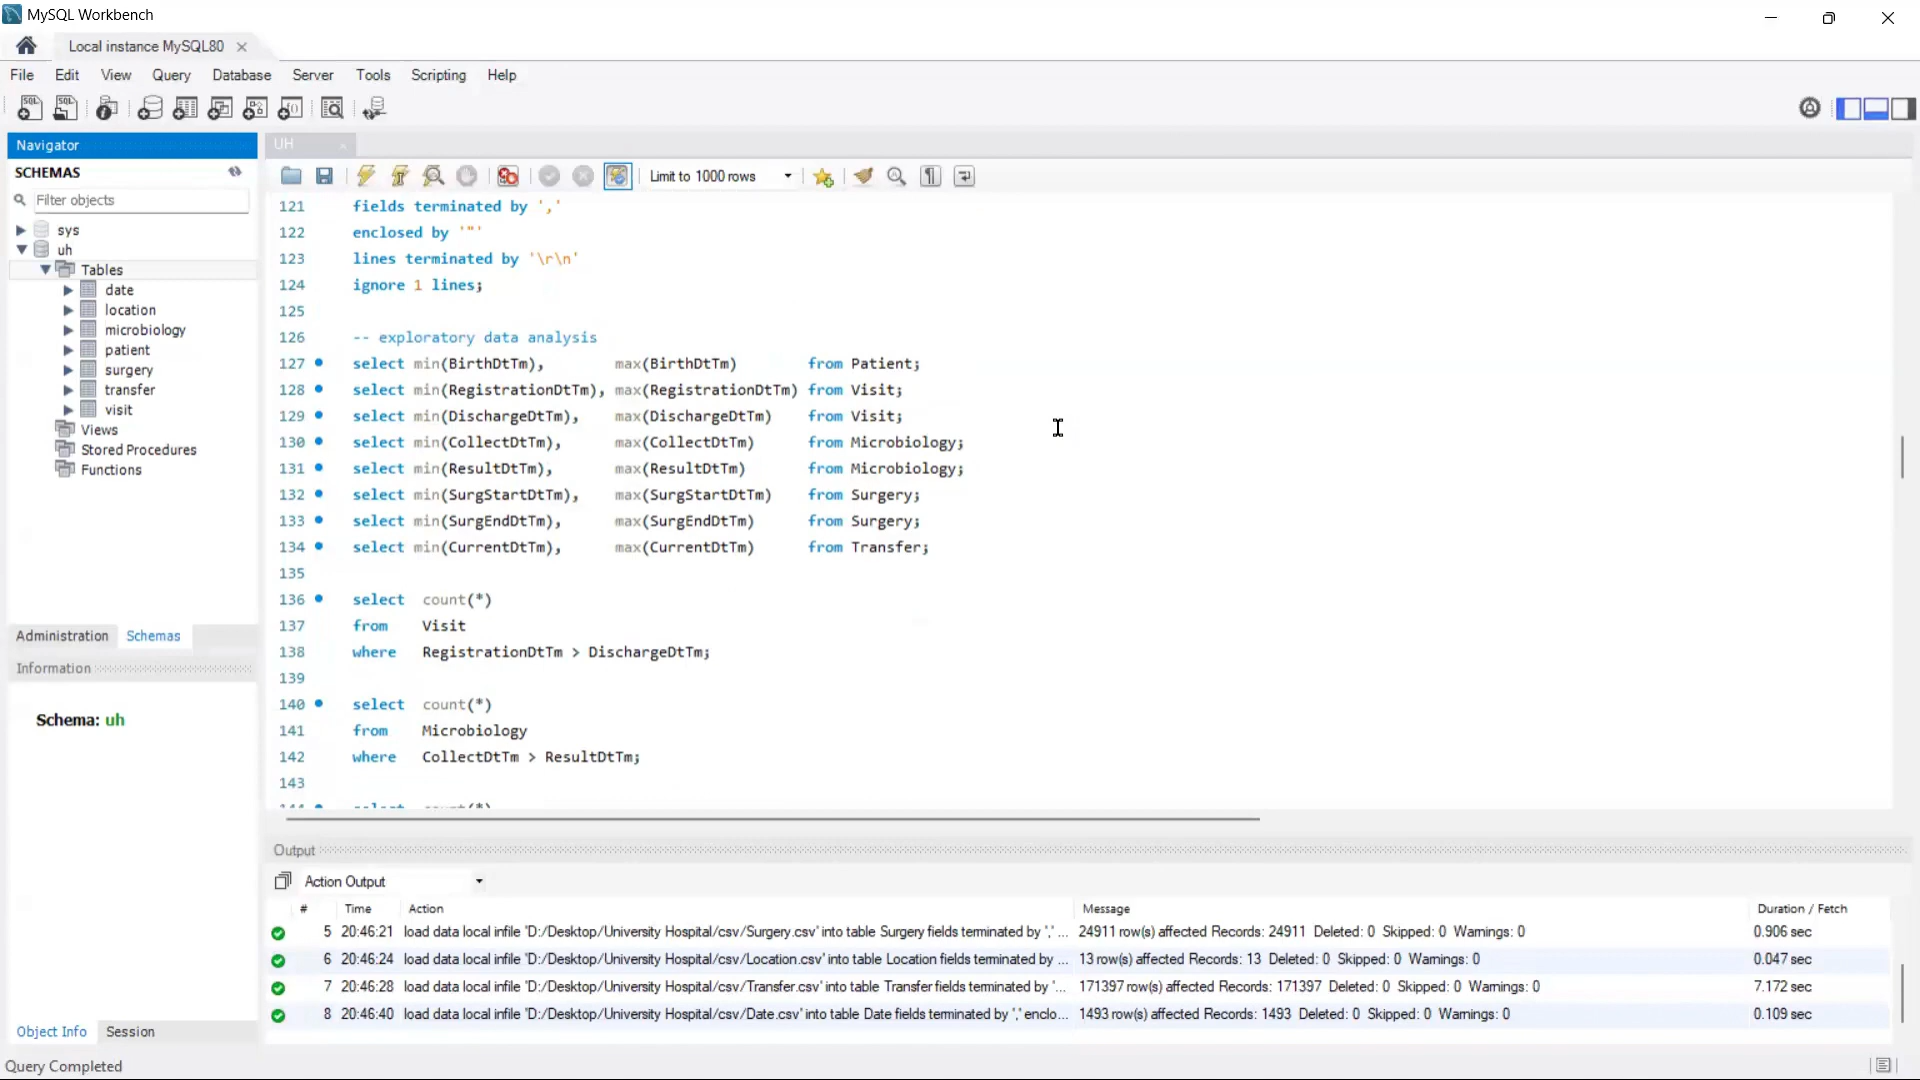 MySQL Workbench
Local instance MySQL80
File Edit View Query Database Server Tools Scripting Help
Navigator
SCHEMAS
Filter objects
sys
uh
Tables
date
location
microbiology
patient
surgery
transfer
visit
Views
Stored Procedures
Functions
Administration Schemas
Information
Schema: uh
Object Info Session
UH
Limit to 1000 rows
121 fields terminated by ','
122 enclosed by '"'
123 lines terminated by '\r\n'
124 ignore 1 lines;
125
126 -- exploratory data analysis
127 select min(BirthDtTm), max(BirthDtTm) from Patient;
128 select min(RegistrationDtTm), max(RegistrationDtTm) from Visit;
129 select min(DischargeDtTm), max(DischargeDtTm) from Visit;
130 select min(CollectDtTm), max(CollectDtTm) from Microbiology;
131 select min(ResultDtTm), max(ResultDtTm) from Microbiology;
132 select min(SurgStartDtTm), max(SurgStartDtTm) from Surgery;
133 select min(SurgEndDtTm), max(SurgEndDtTm) from Surgery;
134 select min(CurrentDtTm), max(CurrentDtTm) from Transfer;
135
136 select count(*)
137 from Visit
138 where RegistrationDtTm > DischargeDtTm;
139
140 select count(*)
141 from Microbiology
142 where CollectDtTm > ResultDtTm;
143
Output
Action Output
# Time Action Message Duration / Fetch
5 20:46:21 load data local infile 'D:/Desktop/University Hospital/csv/Surgery.csv' into table Surgery fields terminated by ',' ... 24911 row(s) affected Records: 24911 Deleted: 0 Skipped: 0 Warnings: 0 0.906 sec
6 20:46:24 load data local infile 'D:/Desktop/University Hospital/csv/Location.csv' into table Location fields terminated by ... 13 row(s) affected Records: 13 Deleted: 0 Skipped: 0 Warnings: 0 0.047 sec
7 20:46:28 load data local infile 'D:/Desktop/University Hospital/csv/Transfer.csv' into table Transfer fields terminated by '... 171397 row(s) affected Records: 171397 Deleted: 0 Skipped: 0 Warnings: 0 7.172 sec
8 20:46:40 load data local infile 'D:/Desktop/University Hospital/csv/Date.csv' into table Date fields terminated by ',' enclo... 1493 row(s) affected Records: 1493 Deleted: 0 Skipped: 0 Warnings: 0 0.109 sec
Query Completed